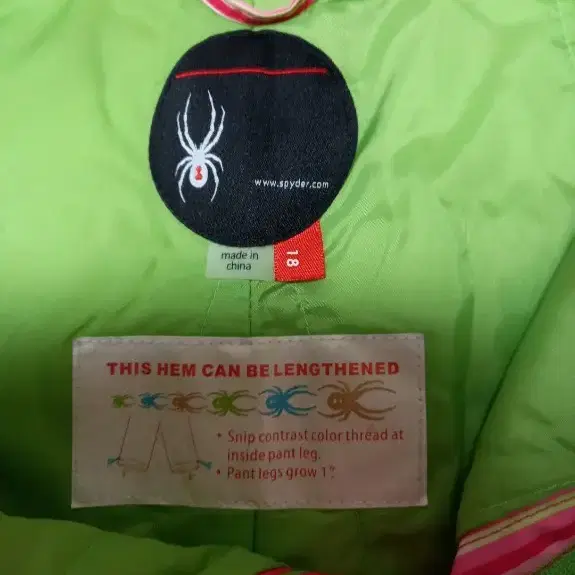 www.spyder.com
made in
china
18
THIS HEM CAN BE LENGTHENED
• Snip contrast color thread at
inside pant leg.
• Pant legs grow 1"